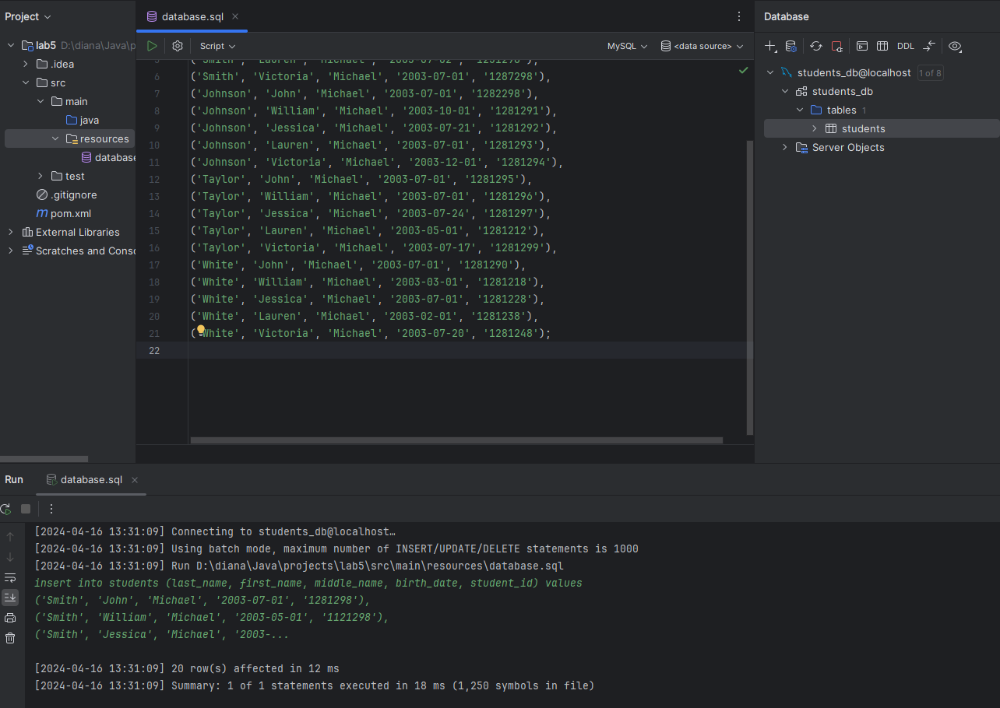 Project
lab5 D:\diana\Java\p
.idea
src
main
java
resources
database
test
.gitignore
pom.xml
External Libraries
Scratches and Conso
database.sql
Script
MySQL
<data source>
5 ('Smith', 'Lauren', 'Michael', '2003-07-02', '1291298'),
6 ('Smith', 'Victoria', 'Michael', '2003-07-01', '1287298'),
7 ('Johnson', 'John', 'Michael', '2003-07-01', '1282298'),
8 ('Johnson', 'William', 'Michael', '2003-10-01', '1281291'),
9 ('Johnson', 'Jessica', 'Michael', '2003-07-21', '1281292'),
10 ('Johnson', 'Lauren', 'Michael', '2003-07-01', '1281293'),
11 ('Johnson', 'Victoria', 'Michael', '2003-12-01', '1281294'),
12 ('Taylor', 'John', 'Michael', '2003-07-01', '1281295'),
13 ('Taylor', 'William', 'Michael', '2003-07-01', '1281296'),
14 ('Taylor', 'Jessica', 'Michael', '2003-07-24', '1281297'),
15 ('Taylor', 'Lauren', 'Michael', '2003-05-01', '1281212'),
16 ('Taylor', 'Victoria', 'Michael', '2003-07-17', '1281299'),
17 ('White', 'John', 'Michael', '2003-07-01', '1281290'),
18 ('White', 'William', 'Michael', '2003-03-01', '1281218'),
19 ('White', 'Jessica', 'Michael', '2003-07-01', '1281228'),
20 ('White', 'Lauren', 'Michael', '2003-02-01', '1281238'),
21 ('White', 'Victoria', 'Michael', '2003-07-20', '1281248');
22
Database
DDL
students_db@localhost 1 of 8
students_db
tables 1
students
Server Objects
Run
database.sql
[2024-04-16 13:31:09] Connecting to students_db@localhost…
[2024-04-16 13:31:09] Using batch mode, maximum number of INSERT/UPDATE/DELETE statements is 1000
[2024-04-16 13:31:09] Run D:\diana\Java\projects\lab5\src\main\resources\database.sql
insert into students (last_name, first_name, middle_name, birth_date, student_id) values
('Smith', 'John', 'Michael', '2003-07-01', '1281298'),
('Smith', 'William', 'Michael', '2003-05-01', '1121298'),
('Smith', 'Jessica', 'Michael', '2003-...
[2024-04-16 13:31:09] 20 row(s) affected in 12 ms
[2024-04-16 13:31:09] Summary: 1 of 1 statements executed in 18 ms (1,250 symbols in file)